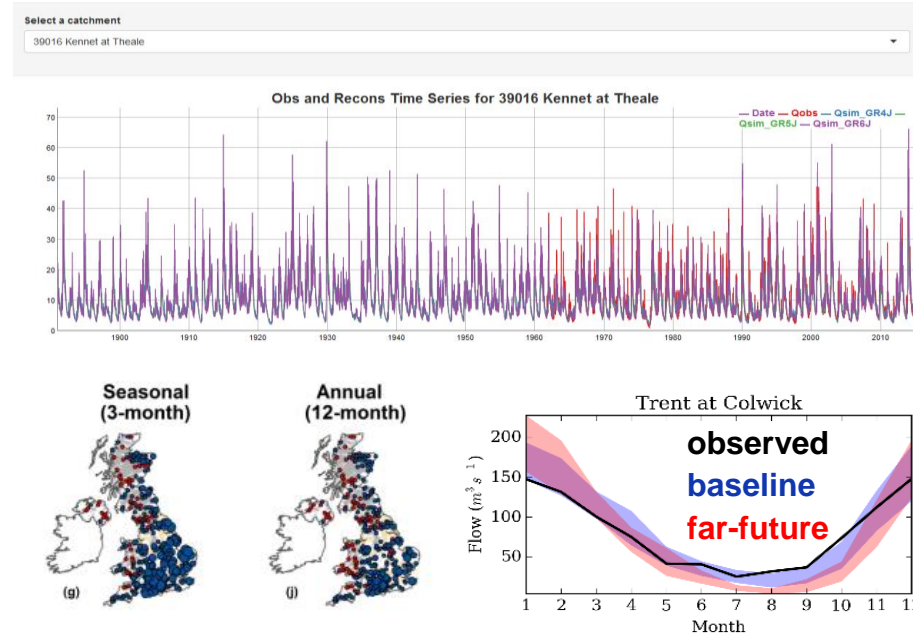 Select a catchment
39016 Kennet at Theale
Obs and Recons Time Series for 39016 Kennet at Theale
— Date — Qobs — Qsim_GR4J —
Qsim_GR5J — Qsim_GR6J
70
60
50
40
30
20
10
0
1900 1910 1920 1930 1940 1950 1960 1970 1980 1990 2000 2010
Seasonal
(3-month)
(g)
Annual
(12-month)
(j)
Trent at Colwick
observed
baseline
far-future
Flow (m³s⁻¹)
200
150
100
50
1 2 3 4 5 6 7 8 9 10 11 1
Month